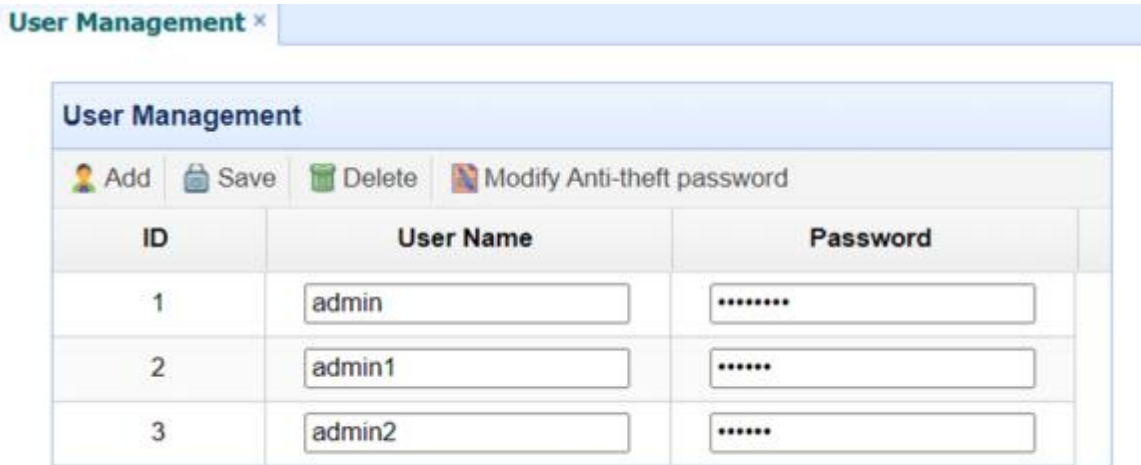 User Management ×
User Management
Add Save Delete Modify Anti-theft password
ID User Name Password
1 admin ••••••••
2 admin1 ••••••
3 admin2 ••••••